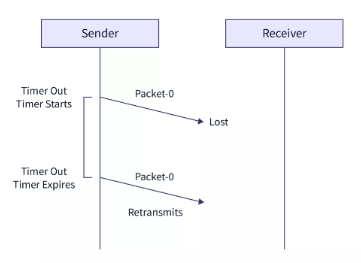 Sender
Receiver
Timer Out
Timer Starts
Packet-0
Lost
Timer Out
Timer Expires
Packet-0
Retransmits